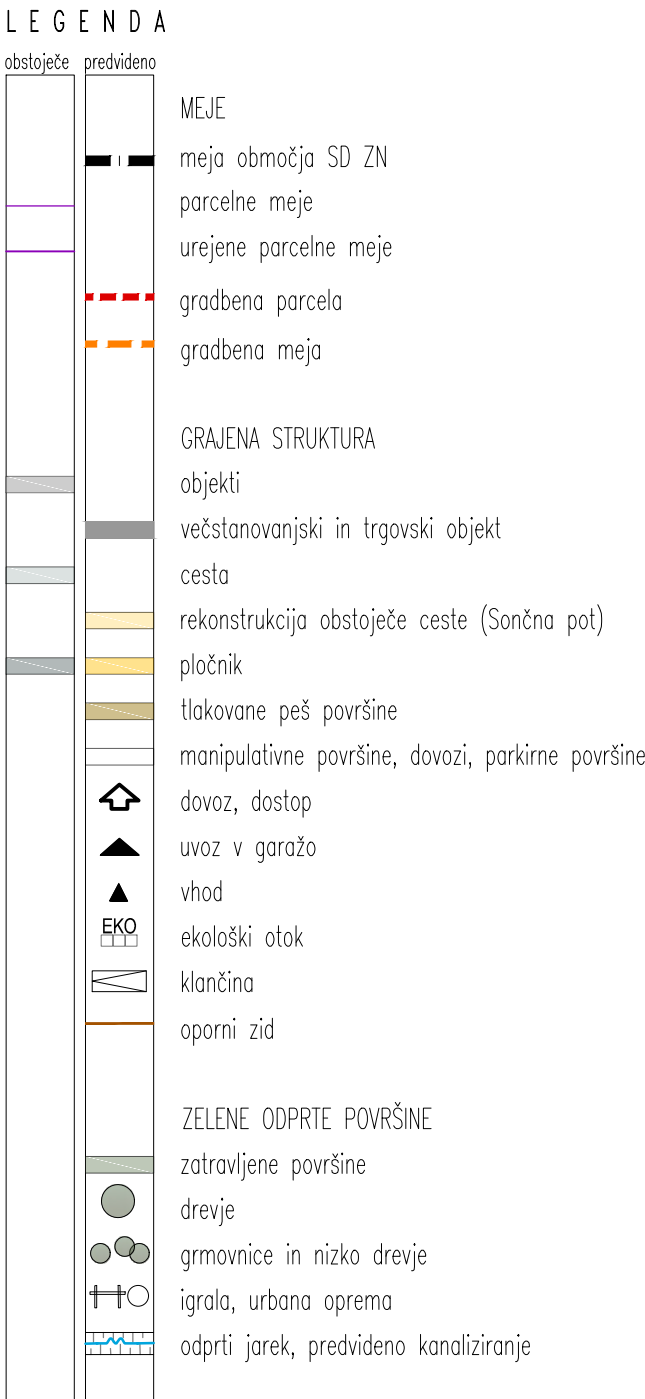 LEGENDA
obstoječe predvideno
MEJE
meja območja SD ZN
parcelne meje
urejene parcelne meje
gradbena parcela
gradbena meja
GRAJENA STRUKTURA
objekti
večstanovanjski in trgovski objekt
cesta
rekonstrukcija obstoječe ceste (Sončna pot)
pločnik
tlakovane peš površine
manipulativne površine, dovozi, parkirne površine
dovoz, dostop
uvoz v garažo
vhod
EKO
ekološki otok
klančina
oporni zid
ZELENE ODPRTE POVRŠINE
zatravljene površine
drevje
grmovnice in nizko drevje
igrala, urbana oprema
odprti jarek, predvideno kanaliziranje